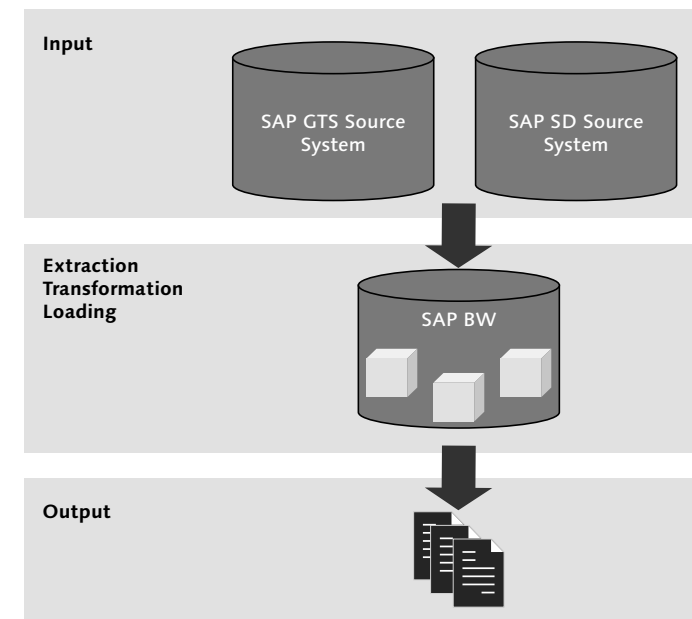 Input
SAP GTS Source
System
SAP SD Source
System
Extraction
Transformation
Loading
SAP BW
Output